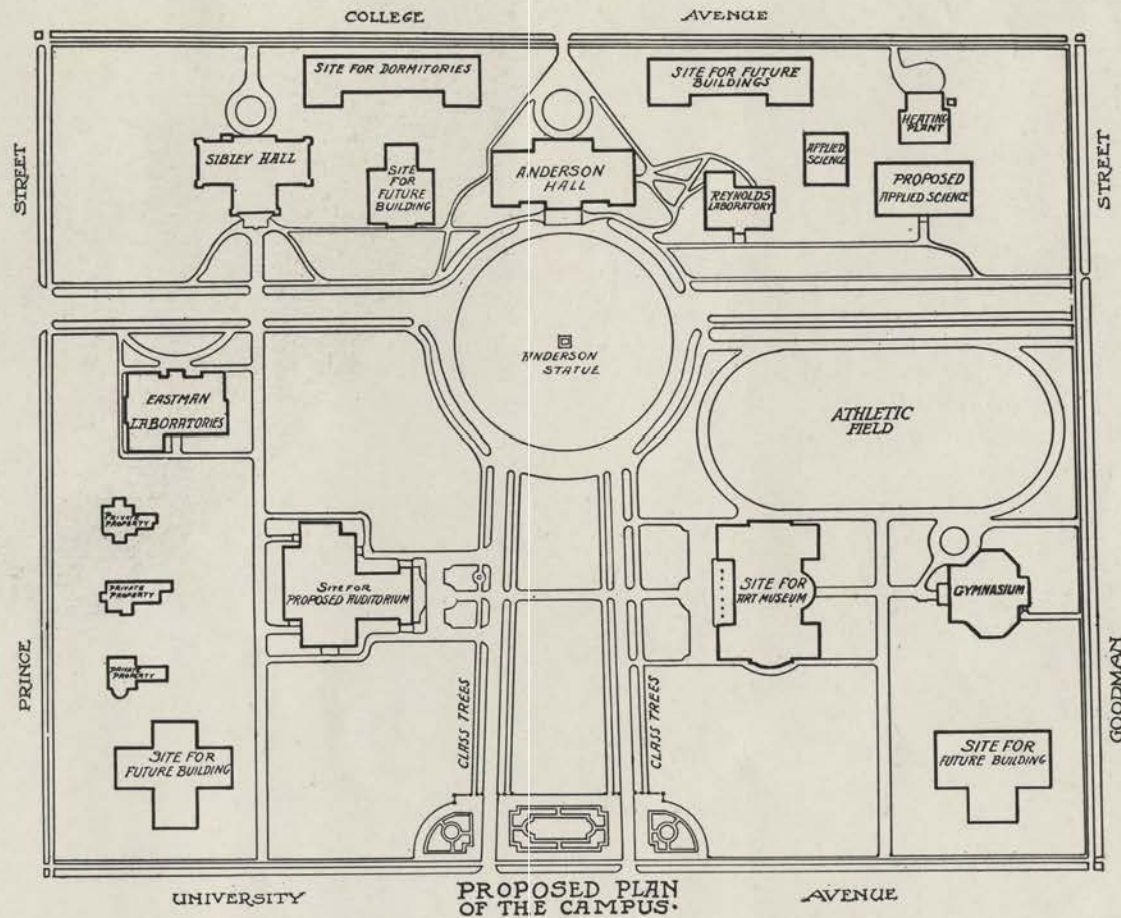 COLLEGE AVENUE
SITE FOR DORMITORIES
SITE FOR FUTURE
BUILDINGS
HEATING
PLANT
STREET
SIBLEY HALL
SITE
FOR
FUTURE
BUILDING
ANDERSON
HALL
APPLIED
SCIENCE
REYNOLDS
LABORATORY
PROPOSED
APPLIED SCIENCE
STREET
ANDERSON
STATUE
EASTMAN
LABORATORIES
ATHLETIC
FIELD
PRIVATE
PROPERTY
PRIVATE
PROPERTY
PRIVATE
PROPERTY
SITE FOR
PROPOSED AUDITORIUM
SITE FOR
ART MUSEUM
GYMNASIUM
PRINCE
GOODMAN
CLASS TREES
CLASS TREES
SITE FOR
FUTURE BUILDING
SITE FOR
FUTURE BUILDING
UNIVERSITY AVENUE
PROPOSED PLAN
OF THE CAMPUS.